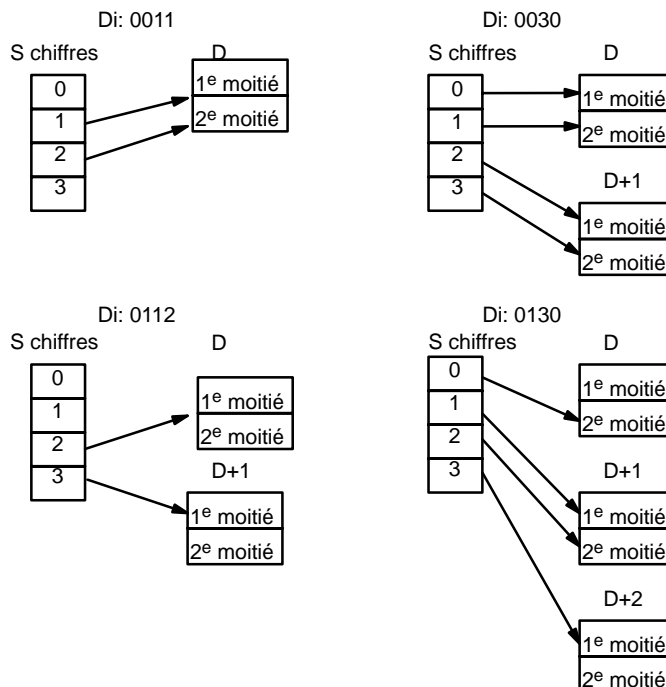 Di: 0011
S chiffres D
0
1
2
3
1e moitié
2e moitié
Di: 0030
S chiffres D
0
1
2
3
1e moitié
2e moitié
D+1
1e moitié
2e moitié
Di: 0112
S chiffres D
0
1
2
3
1e moitié
2e moitié
D+1
1e moitié
2e moitié
Di: 0130
S chiffres D
0
1
2
3
1e moitié
2e moitié
D+1
1e moitié
2e moitié
D+2
1e moitié
2e moitié